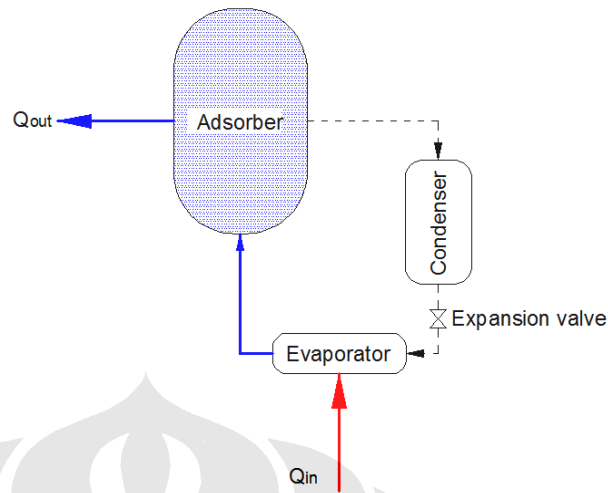 Qout
Adsorber
Condenser
Expansion valve
Evaporator
Qin